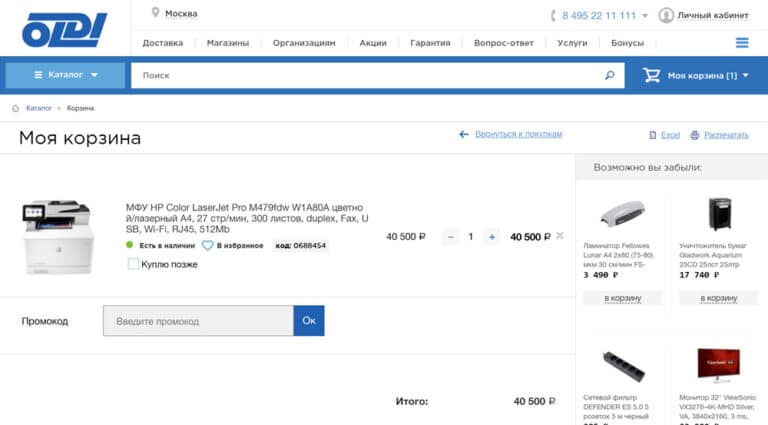 OLDI
Москва
8 495 22 11 111
Личный кабинет
Доставка Магазины Организациям Акции Гарантия Вопрос-ответ Услуги Бонусы
Каталог
Поиск
Моя корзина [1]
Каталог
Корзина
Моя корзина
Вернуться к покупкам
Excel
Распечатать
МФУ HP Color LaserJet Pro M479fdw W1A80A цветно
й/лазерный A4, 27 стр/мин, 300 листов, duplex, Fax, U
SB, Wi-Fi, RJ45, 512Mb
Есть в наличии
В избранное
код: 0688454
Куплю позже
40 500 ₽
1
40 500 ₽
Промокод
Введите промокод
Ок
Итого:
40 500 ₽
Возможно вы забыли:
Ламинатор Fellowes
Lunar A4 2x80 (75-80)
мкм 30 см/мин FS-
3 490 ₽
в корзину
Уничтожитель бумаг
Gladwork Aquarium
25CD 25лст 25лтр
17 740 ₽
в корзину
Сетевой фильтр
DEFENDER ES 5.0 5
розеток 5 м черный
Монитор 32" ViewSonic
VX3276-4K-MHD Silver,
VA, 3840x2160, 3 ms,